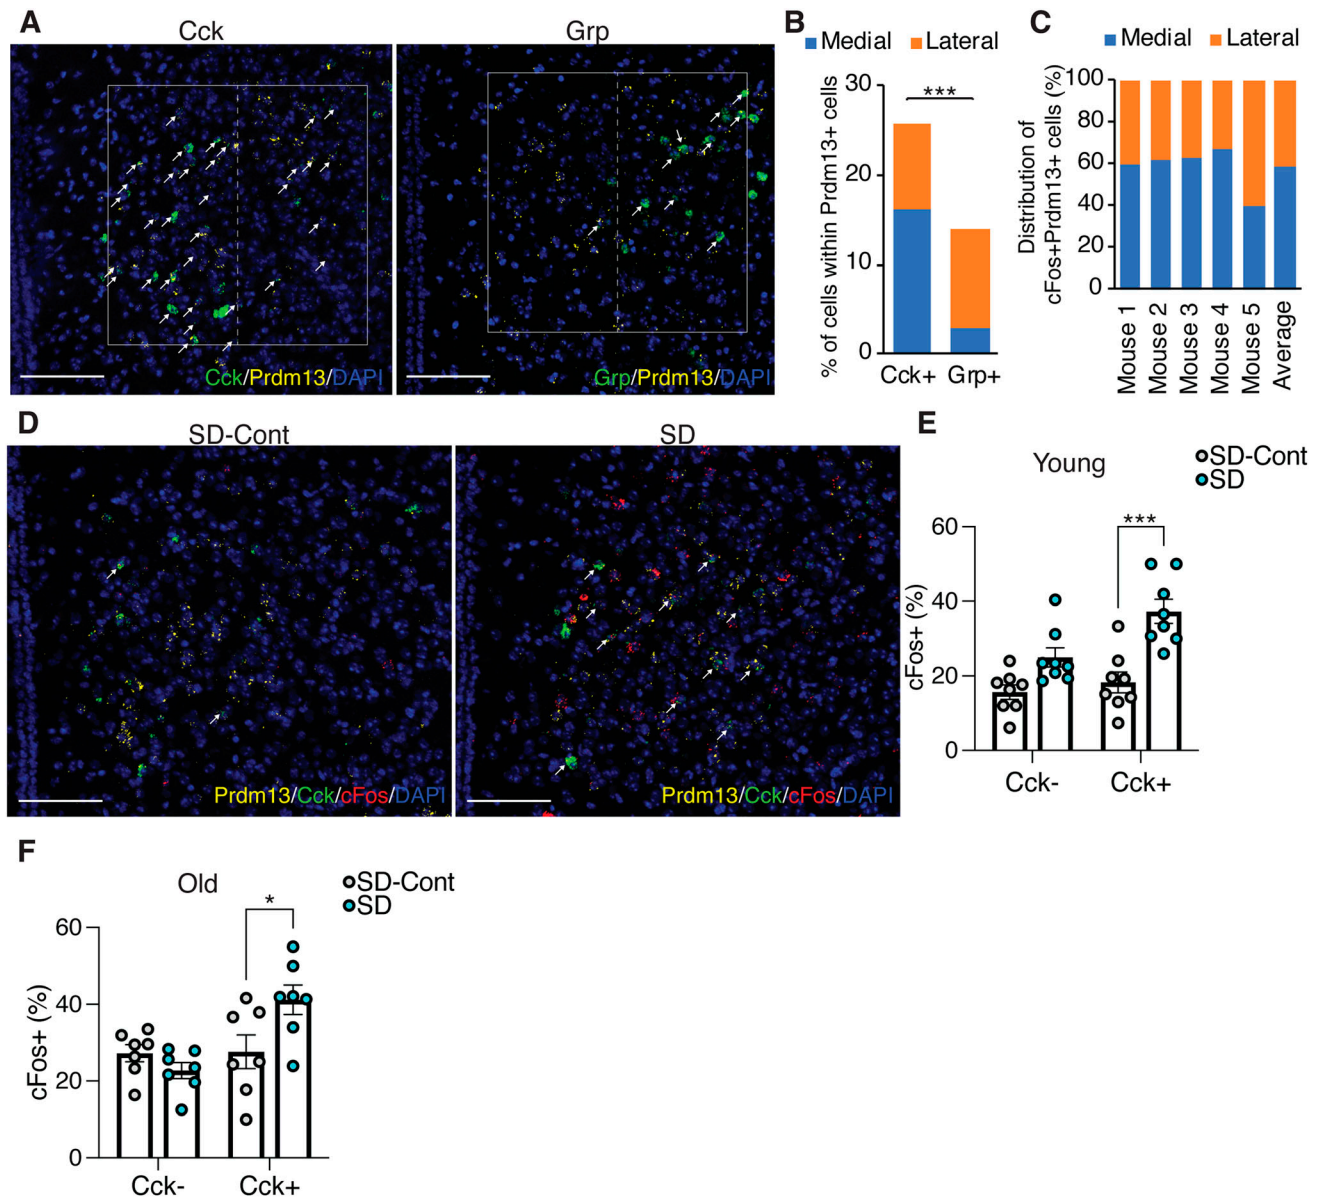 A
Cck
Grp
Cck/Prdm13/DAPI
Grp/Prdm13/DAPI
B
Medial Lateral
% of cells within Prdm13+ cells
30
20
10
0
***
Cck+ Grp+
C
Medial Lateral
Distribution of
cFos+Prdm13+ cells (%)
100
80
60
40
20
0
Mouse 1
Mouse 2
Mouse 3
Mouse 4
Mouse 5
Average
D
SD-Cont
SD
Prdm13/Cck/cFos/DAPI
Prdm13/Cck/cFos/DAPI
E
Young
SD-Cont
SD
cFos+ (%)
60
40
20
0
***
Cck- Cck+
F
Old
SD-Cont
SD
cFos+ (%)
60
40
20
0
*
Cck- Cck+